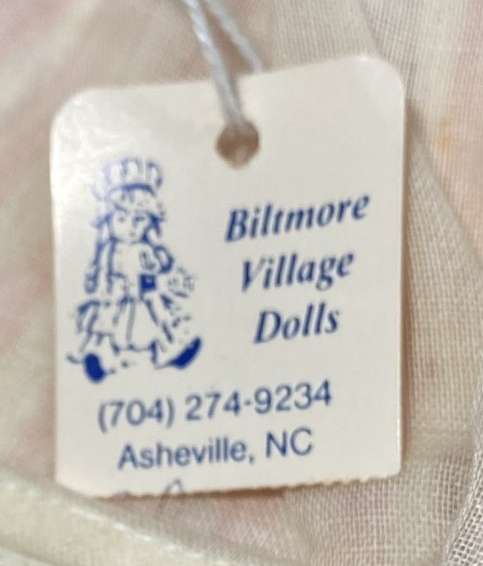 Biltmore
Village
Dolls
(704) 274-9234
Asheville, NC